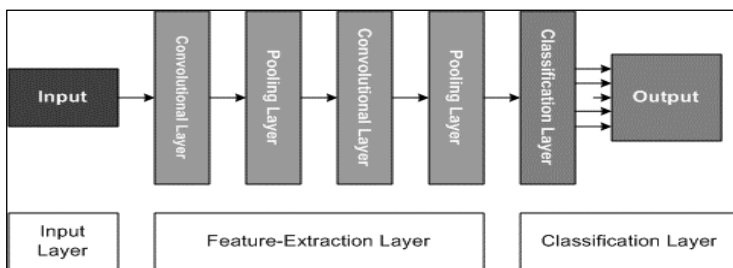 Input
Convolutional Layer
Pooling Layer
Convolutional Layer
Pooling Layer
Classification Layer
Output
Input
Layer
Feature-Extraction Layer
Classification Layer